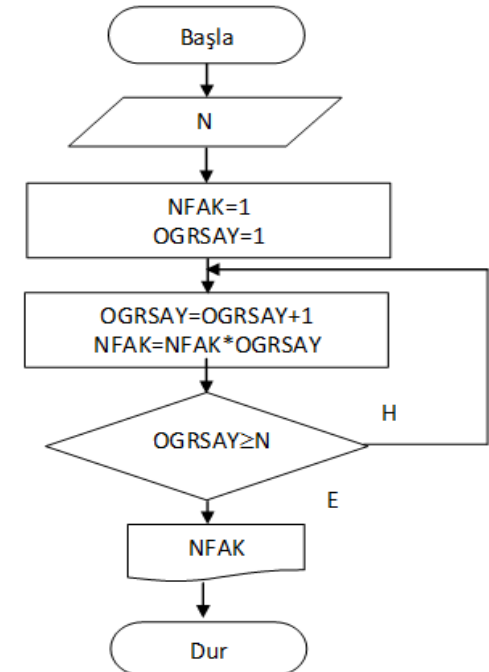 Başla
N
NFAK=1
OGRSAY=1
OGRSAY=OGRSAY+1
NFAK=NFAK*OGRSAY
OGRSAY≥N
H
E
NFAK
Dur